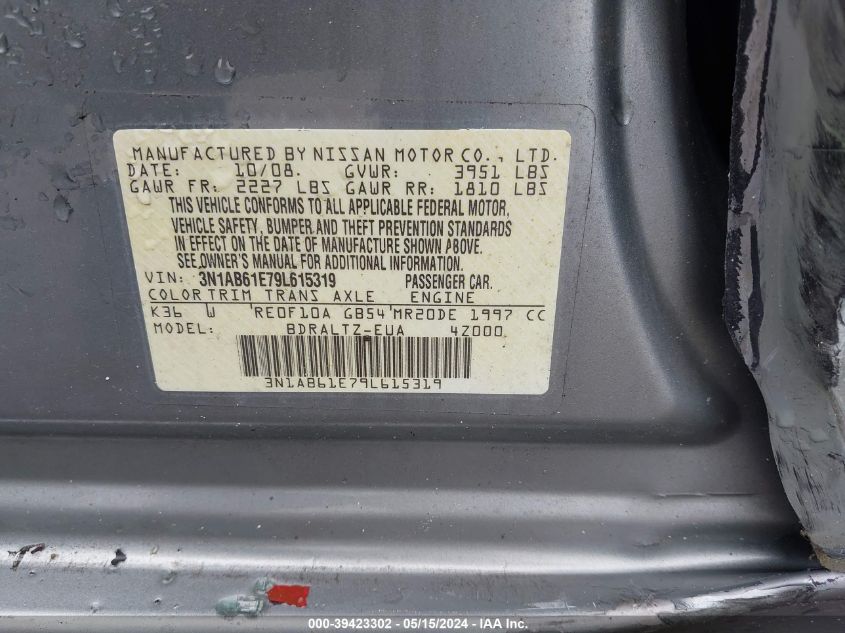 MANUFACTURED BY NISSAN MOTOR CO., LTD.
DATE: 10/08. GVWR: 3951 LBS
GAWR FR: 2227 LBS GAWR RR: 1810 LBS
THIS VEHICLE CONFORMS TO ALL APPLICABLE FEDERAL MOTOR,
VEHICLE SAFETY, BUMPER, AND THEFT PREVENTION STANDARDS
IN EFFECT ON THE DATE OF MANUFACTURE SHOWN ABOVE.
SEE OWNER'S MANUAL FOR ADDITIONAL INFORMATION.
VIN: 3N1AB61E79L615319 PASSENGER CAR.
COLOR TRIM TRANS AXLE ENGINE
K36 W RE0F10A GB54 MR20DE 1997 CC
MODEL: BDRALTZ-EUA 4Z000
3N1AB61E79L615319
000-39423302 - 05/15/2024 - IAA Inc.